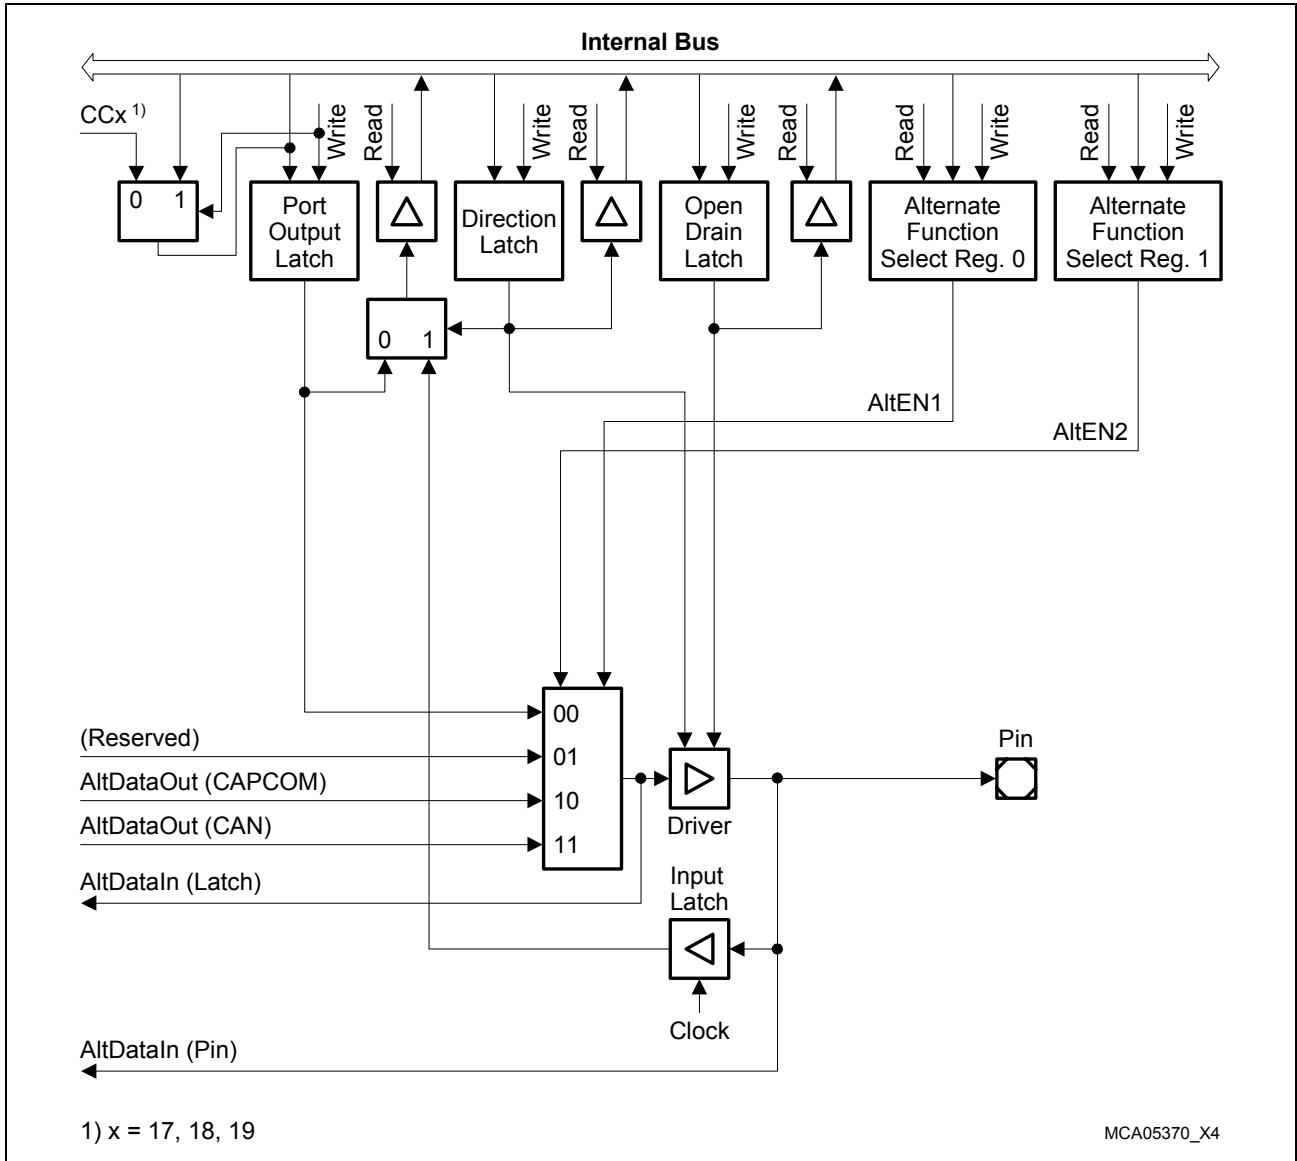 Internal Bus
CCx 1)
Write
Read
Write
Read
Write
Read
Read
Write
Read
Write
0 1
Port
Output
Latch
Direction
Latch
Open
Drain
Latch
Alternate
Function
Select Reg. 0
Alternate
Function
Select Reg. 1
0 1
AltEN1
AltEN2
00
01
10
11
(Reserved)
AltDataOut (CAPCOM)
AltDataOut (CAN)
AltDataIn (Latch)
Driver
Pin
Input
Latch
Clock
AltDataIn (Pin)
1) x = 17, 18, 19
MCA05370_X4